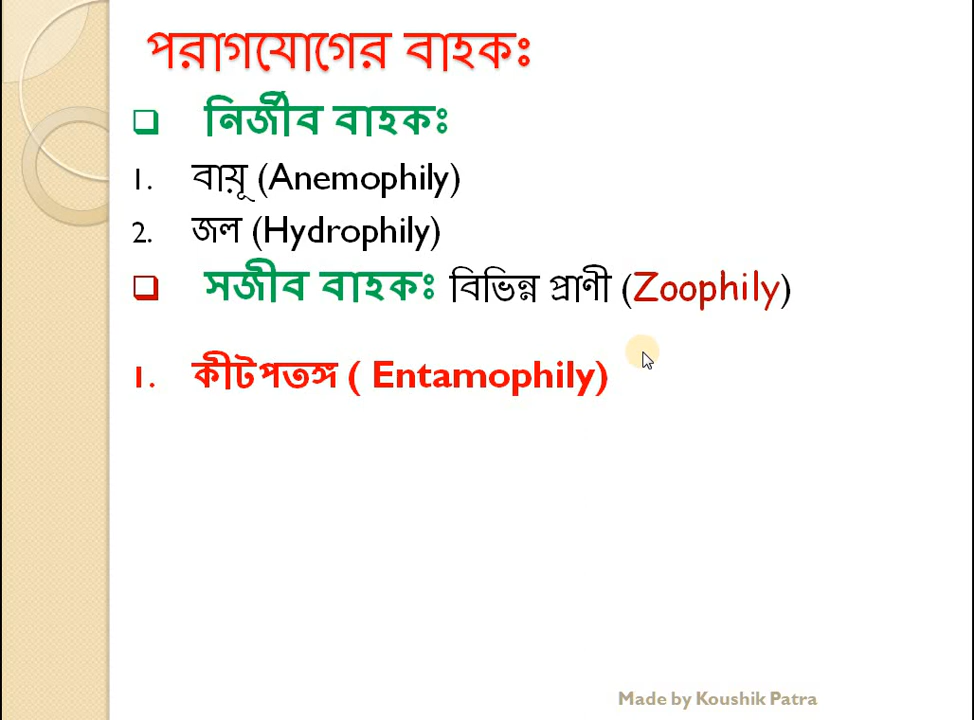 পরাগযোগের বাহকঃ
❑ নির্জীব বাহকঃ
1. বায়ূ (Anemophily)
2. জল (Hydrophily)
❑ সজীব বাহকঃ বিভিন্ন প্রাণী (Zoophily)
1. কীটপতঙ্গ ( Entamophily)
Made by Koushik Patra